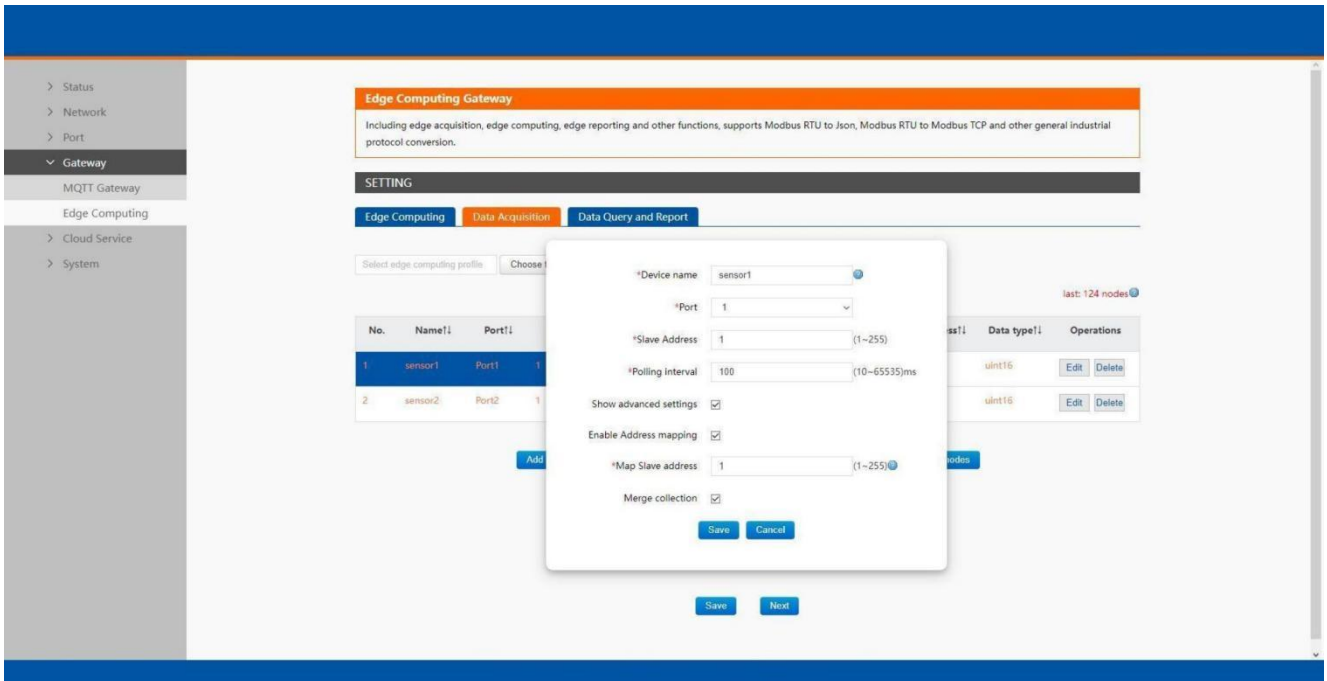 Status
Network
Port
Gateway
MQTT Gateway
Edge Computing
Cloud Service
System
Edge Computing Gateway
Including edge acquisition, edge computing, edge reporting and other functions, supports Modbus RTU to Json, Modbus RTU to Modbus TCP and other general industrial
protocol conversion.
SETTING
Edge Computing Data Acquisition Data Query and Report
Select edge computing profile Choose
last: 124 nodes
No. Name↑↓ Port↑↓ Data type↑↓ Operations
1 sensor1 Port1 1 uint16 Edit Delete
2 sensor2 Port2 1 uint16 Edit Delete
Add
*Device name sensor1
*Port 1
*Slave Address 1 (1~255)
*Polling interval 100 (10~65535)ms
Show advanced settings
Enable Address mapping
*Map Slave address 1 (1~255)
Merge collection
Save Cancel
Save Next